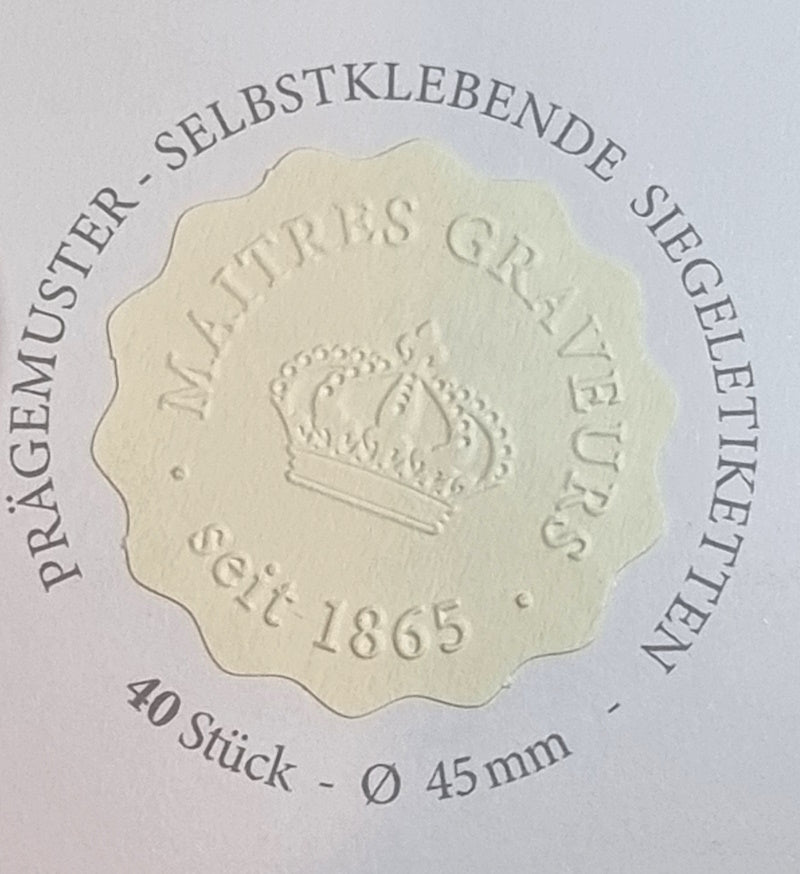 PRÄGEMUSTER - SELBSTKLEBENDE SIEGELETIKETTEN -
40 Stück - Ø 45 mm
MAITRES GRAVEURS
seit 1865